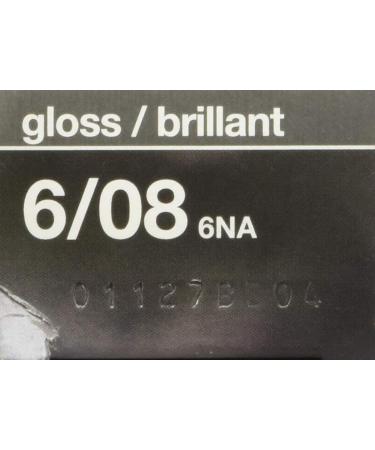 gloss / brillant
6/08 6NA